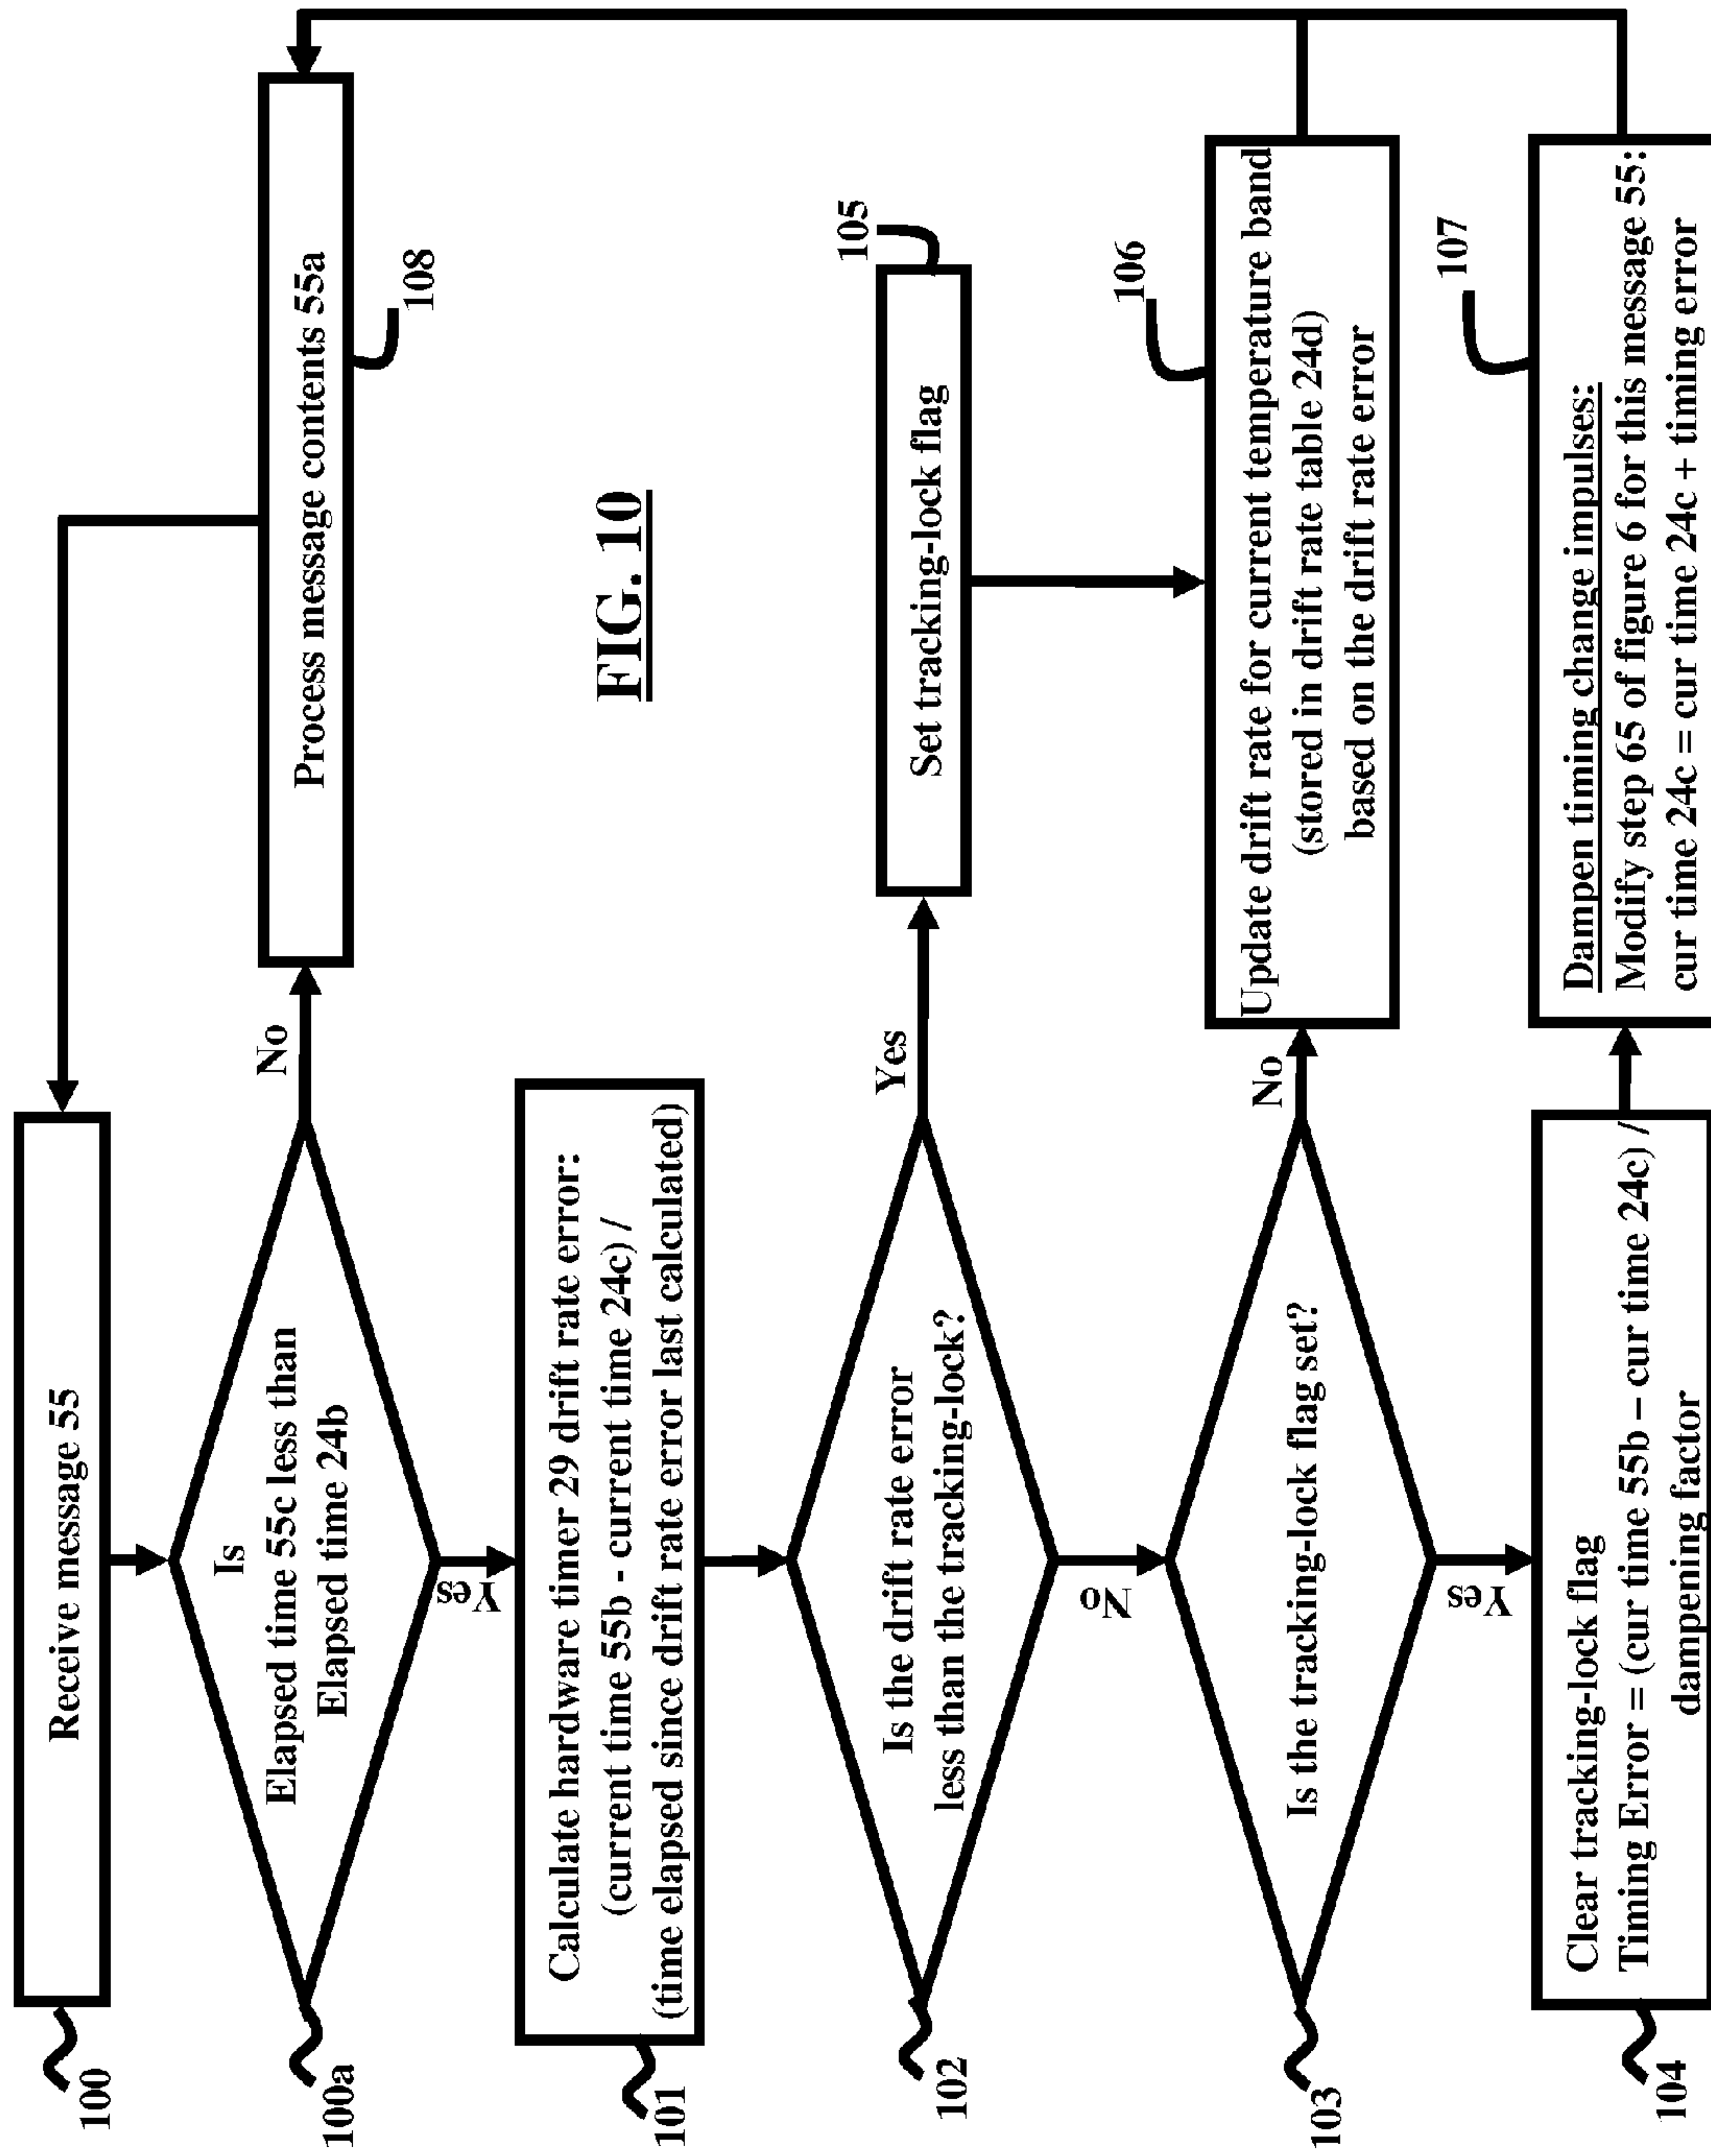 100
Receive message 55
100a
Is
Elapsed time 55c less than
Elapsed time 24b
No
Process message contents 55a
108
Yes
101
Calculate hardware timer 29 drift rate error:
(current time 55b - current time 24c) /
(time elapsed since drift rate error last calculated)
FIG. 10
102
Is the drift rate error
less than the tracking-lock?
Yes
Set tracking-lock flag
105
No
103
Is the tracking-lock flag set?
No
Update drift rate for current temperature band
(stored in drift rate table 24d)
based on the drift rate error
106
Yes
104
Clear tracking-lock flag
Timing Error = (cur time 55b – cur time 24c) /
dampening factor
Dampen timing change impulses:
Modify step 65 of figure 6 for this message 55:
cur time 24c = cur time 24c + timing error
107